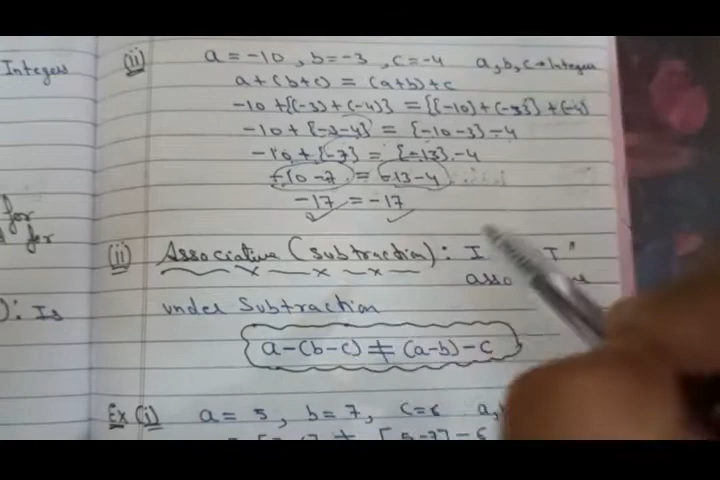 Integers
(ii) a = -10, b = -3, c = -4 a, b, c → Integers
a + (b+c) = (a+b) + c
-10 + {(-3) + (-4)} = {(-10) + (-3)} + (-4)
-10 + {-3-4} = {-10-3} -4
-10 + {-7} = {-13} -4
-10 -7 = -13 -4
-17 = -17
for
for
(ii) Associative (Subtraction): I
asso
): Is
under Subtraction
a-(b-c) ≠ (a-b)-c
Ex (i) a = 5, b = 7, c = 6 a,